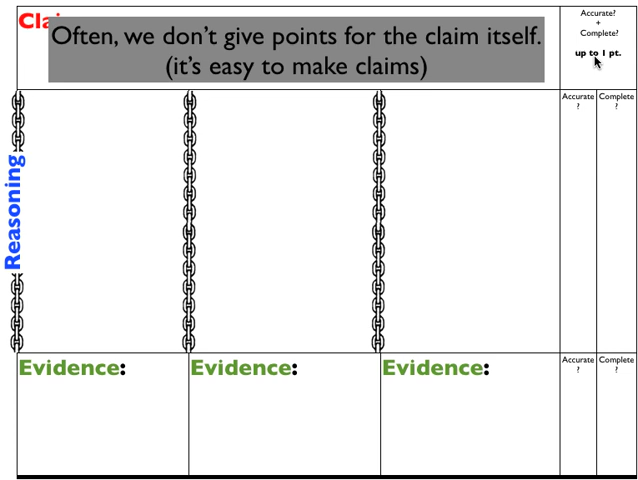 Often, we don't give points for the claim itself.
(it's easy to make claims)
Accurate?
+
Complete?
up to 1 pt.
Accurate
?
Complete
?
Reasoning
Evidence:
Evidence:
Evidence:
Accurate
?
Complete
?